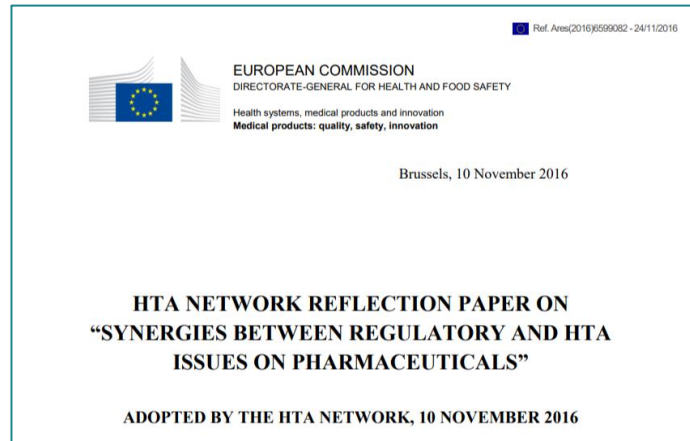 Ref. Ares(2016)6599082 - 24/11/2016
EUROPEAN COMMISSION
DIRECTORATE-GENERAL FOR HEALTH AND FOOD SAFETY
Health systems, medical products and innovation
Medical products: quality, safety, innovation
Brussels, 10 November 2016
HTA NETWORK REFLECTION PAPER ON
“SYNERGIES BETWEEN REGULATORY AND HTA
ISSUES ON PHARMACEUTICALS”
ADOPTED BY THE HTA NETWORK, 10 NOVEMBER 2016